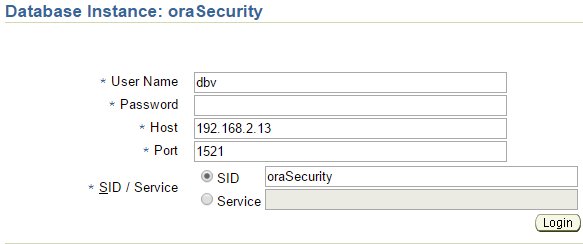 Database Instance: oraSecurity
* User Name dbv
* Password
* Host 192.168.2.13
* Port 1521
* SID / Service SID oraSecurity
Service
Login